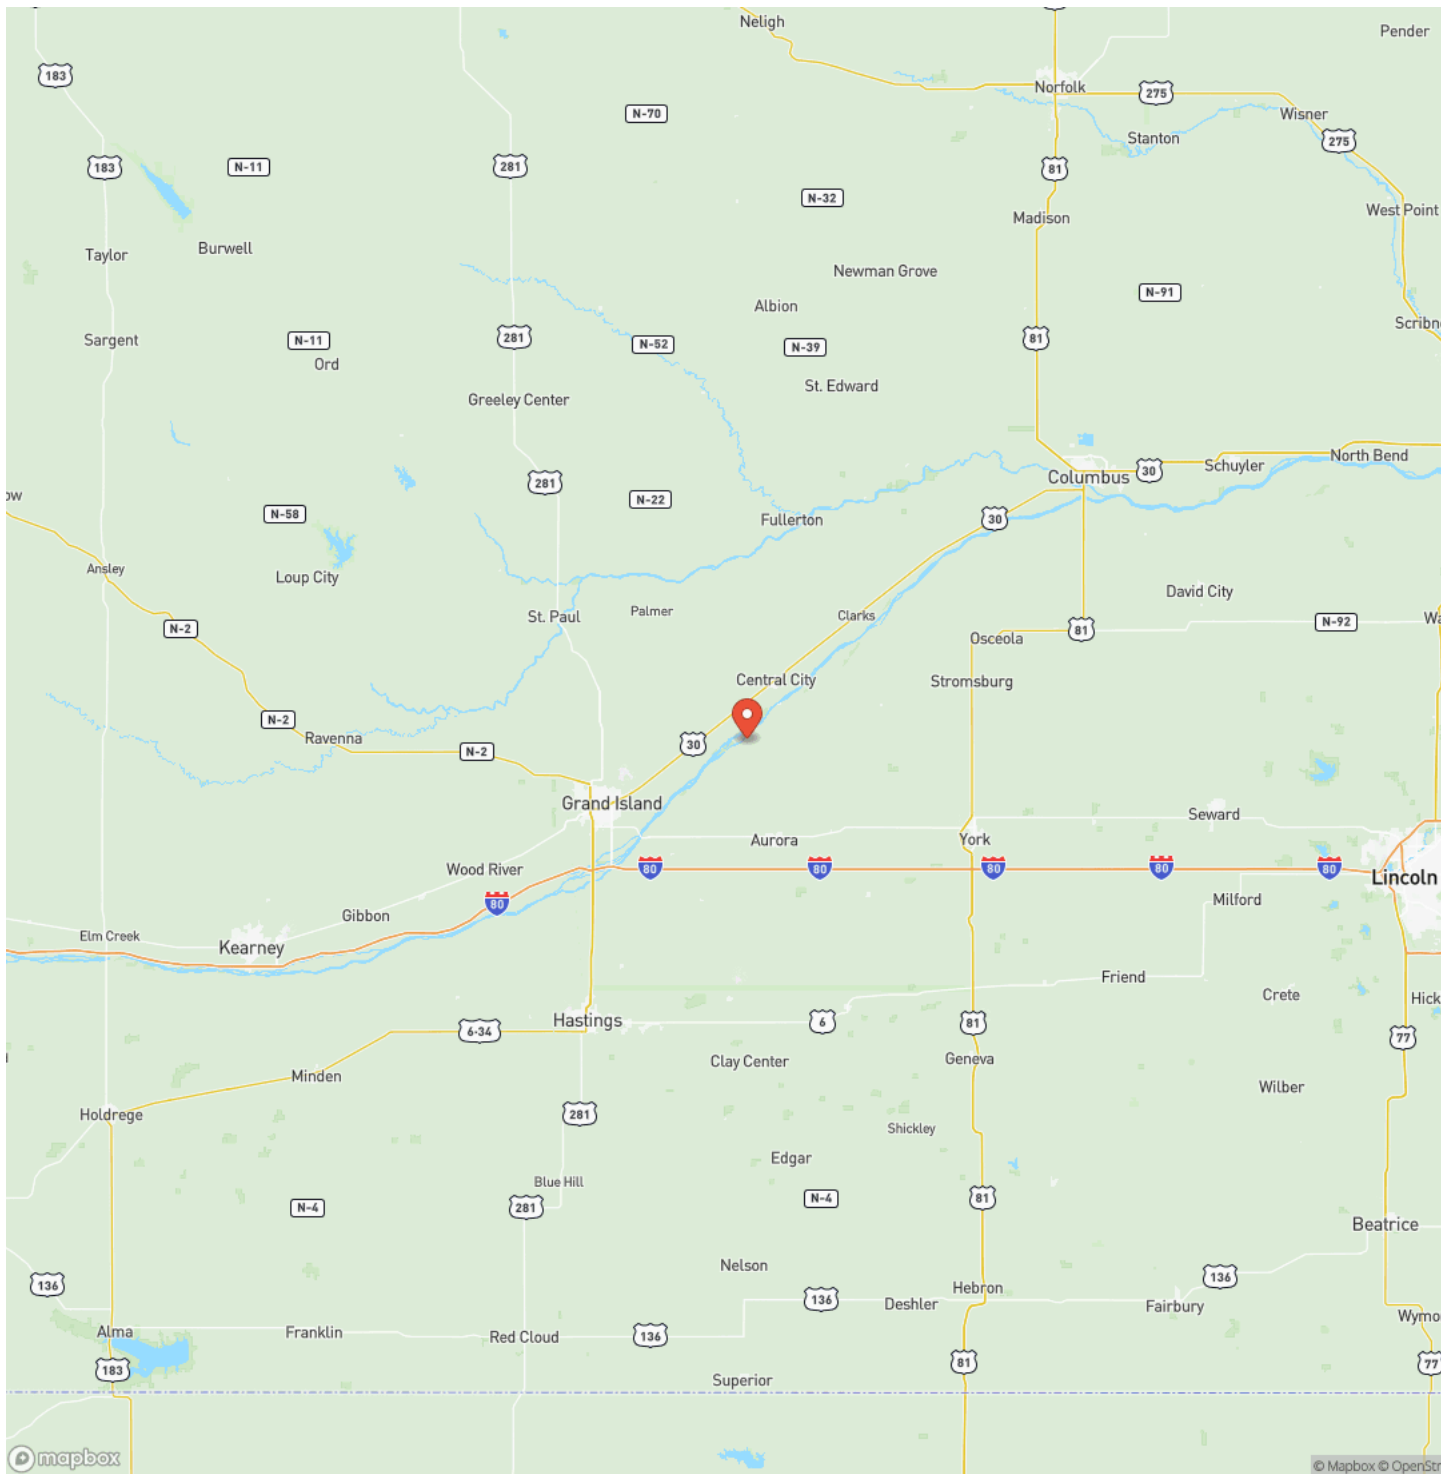 Neligh
Pender
183
Norfolk
275
N-70
Wisner
Stanton
275
183
N-11
281
81
N-32
West Point
Madison
Burwell
Taylor
Newman Grove
N-91
Albion
Scribn
Sargent
N-11
281
81
N-52
N-39
Ord
St. Edward
Greeley Center
North Bend
Schuyler
30
Columbus
281
ow
N-22
N-58
Fullerton
30
Ansley
Loup City
David City
St. Paul
Palmer
Clarks
N-2
81
N-92
Wa
Osceola
Central City
Stromsburg
N-2
Ravenna
N-2
30
Grand Island
Seward
Aurora
York
Wood River
80
80
80
80
80
Lincoln
80
Milford
Gibbon
Elm Creek
Kearney
Friend
Crete
Hick
Hastings
6-34
6
81
77
Clay Center
Geneva
Minden
Wilber
Holdrege
281
Shickley
Edgar
Blue Hill
N-4
281
N-4
81
Beatrice
Nelson
136
136
Hebron
136
Deshler
Fairbury
Wymo
Alma
Franklin
Red Cloud
136
183
81
77
Superior
mapbox
© Mapbox © OpenStr